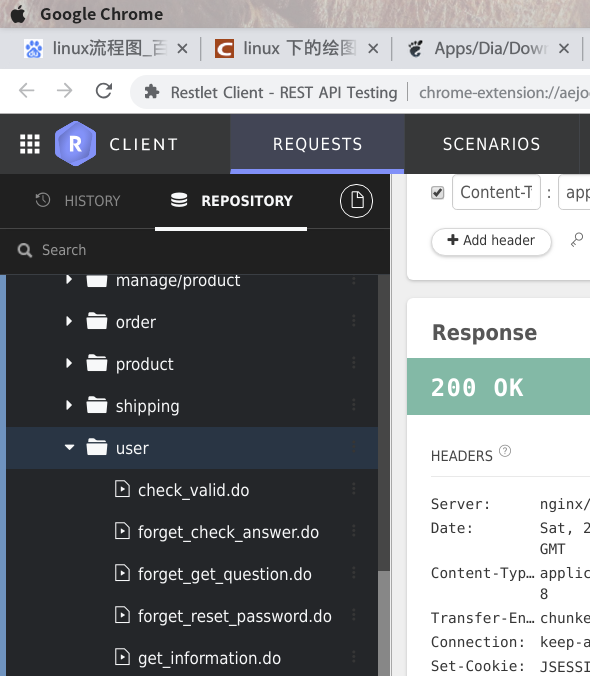 Google Chrome
linux流程图_百
linux 下的绘图
Apps/Dia/Dow
Restlet Client - REST API Testing
chrome-extension://aejo
R CLIENT
REQUESTS
SCENARIOS
HISTORY
REPOSITORY
Search
manage/product
order
product
shipping
user
check_valid.do
forget_check_answer.do
forget_get_question.do
forget_reset_password.do
get_information.do
Content-T : app
+ Add header
Response
200 OK
HEADERS ?
Server: nginx/
Date: Sat, 2
GMT
Content-Typ… applic
8
Transfer-En… chunke
Connection: keep-a
Set-Cookie: JSESSI